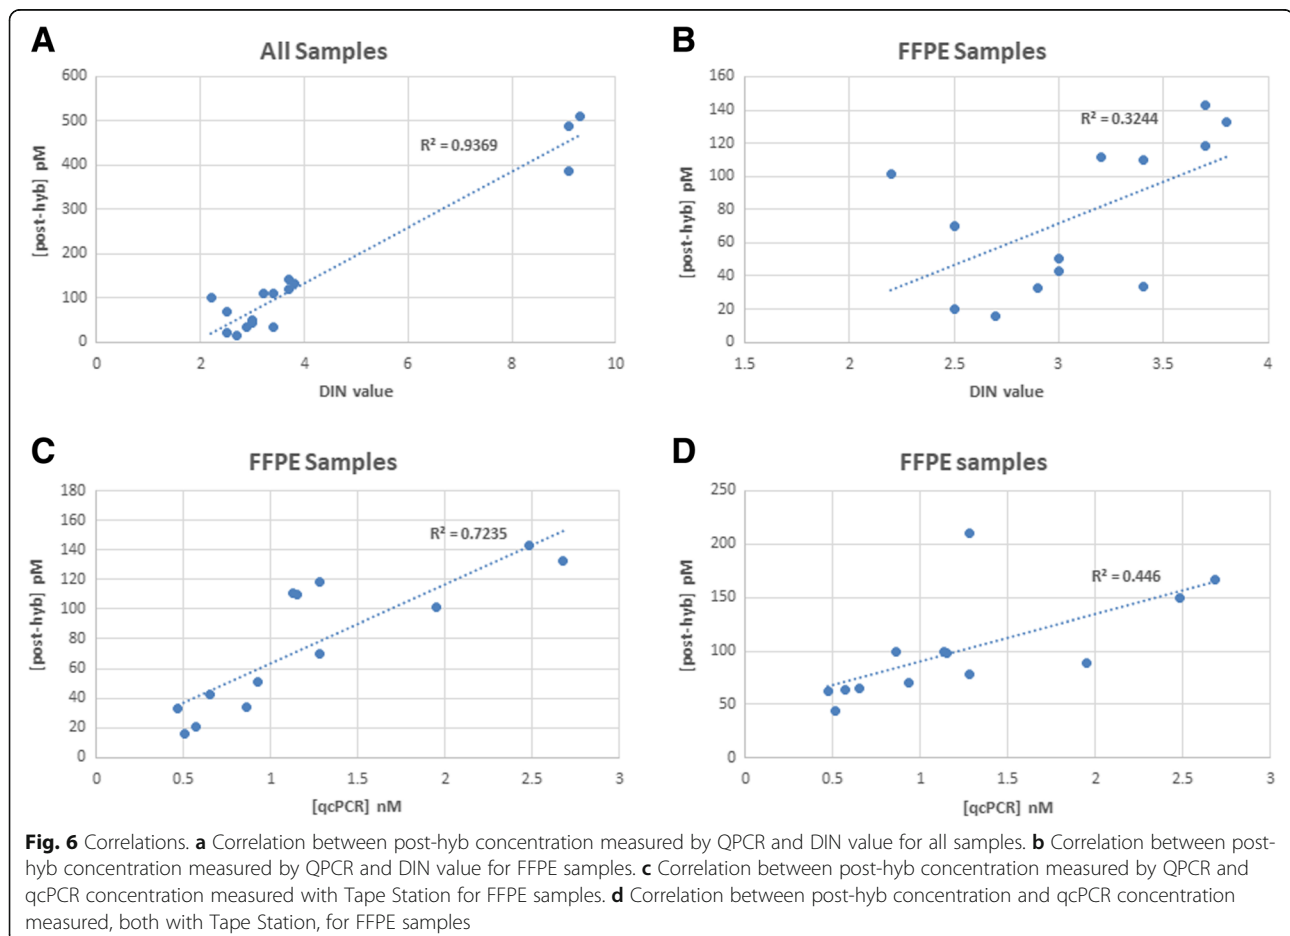 A
All Samples
600
500
400
300
200
100
0
[post-hyb] pM
R² = 0.9369
0 2 4 6 8 10
DIN value
B
FFPE Samples
160
140
120
100
80
60
40
20
0
[post-hyb] pM
R² = 0.3244
1.5 2 2.5 3 3.5 4
DIN value
C
FFPE Samples
180
160
140
120
100
80
60
40
20
0
[post-hyb] pM
R² = 0.7235
0 0.5 1 1.5 2 2.5 3
[qcPCR] nM
D
FFPE samples
250
200
150
100
50
0
[post-hyb] pM
R² = 0.446
0 0.5 1 1.5 2 2.5 3
[qcPCR] nM
Fig. 6 Correlations. a Correlation between post-hyb concentration measured by QPCR and DIN value for all samples. b Correlation between post-
hyb concentration measured by QPCR and DIN value for FFPE samples. c Correlation between post-hyb concentration measured by QPCR and
qcPCR concentration measured with Tape Station for FFPE samples. d Correlation between post-hyb concentration and qcPCR concentration
measured, both with Tape Station, for FFPE samples